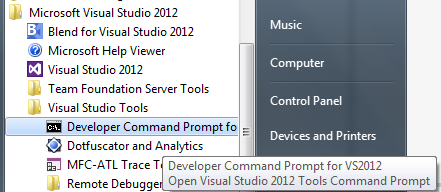 Microsoft Visual Studio 2012
Blend for Visual Studio 2012
Microsoft Help Viewer
Visual Studio 2012
Team Foundation Server Tools
Visual Studio Tools
Developer Command Prompt fo
Dotfuscator and Analytics
MFC-ATL Trace T
Remote Debugger
Music
Computer
Control Panel
Devices and Printers
Developer Command Prompt for VS2012
Open Visual Studio 2012 Tools Command Prompt